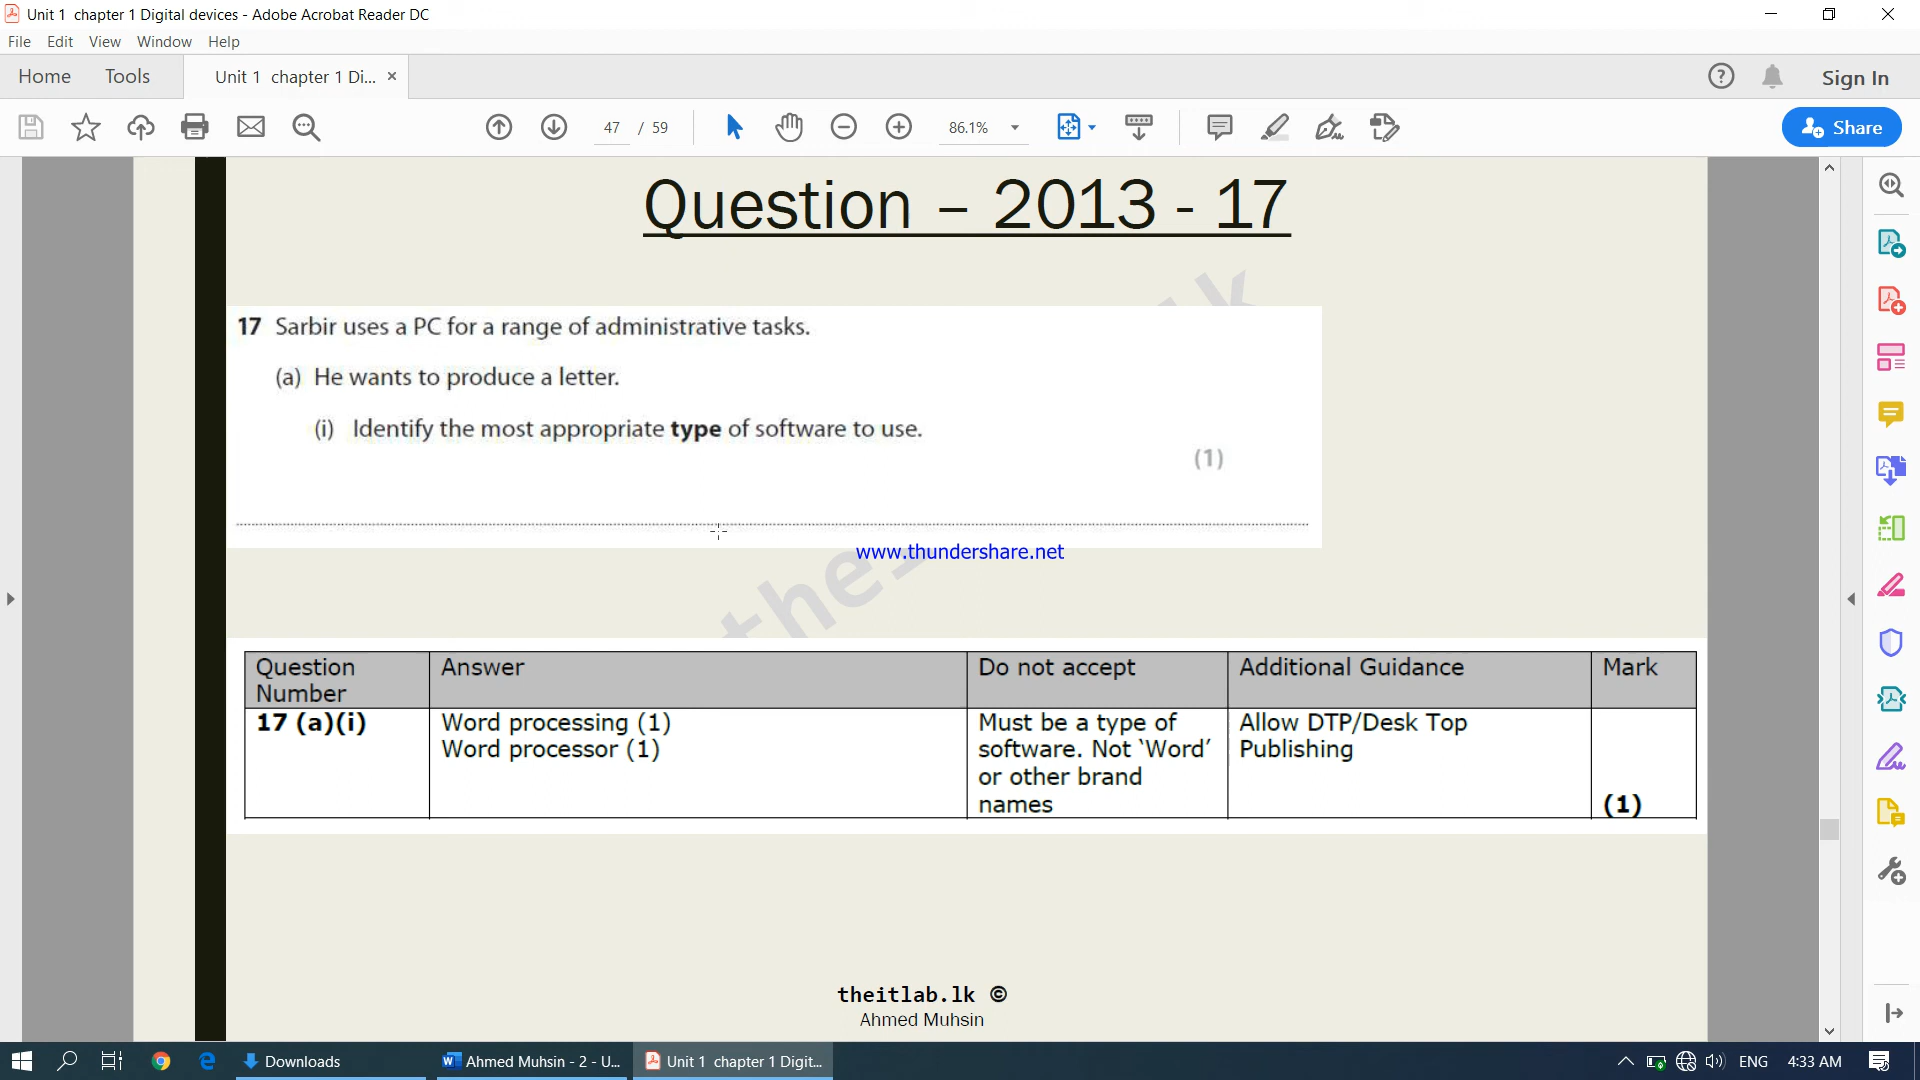 Unit 1  chapter 1 Digital devices - Adobe Acrobat Reader DC
File Edit View Window Help
Home Tools Unit 1  chapter 1 Di... × Sign In
47 / 59 86.1% Share
Question – 2013 - 17
17 Sarbir uses a PC for a range of administrative tasks.
(a) He wants to produce a letter.
(i) Identify the most appropriate type of software to use.
(1)
www.thundershare.net
Question Number
Answer
Do not accept
Additional Guidance
Mark
17 (a)(i)
Word processing (1)
Word processor (1)
Must be a type of
software. Not ‘Word’
or other brand
names
Allow DTP/Desk Top
Publishing
(1)
theitlab.lk ©
Ahmed Muhsin
Downloads Ahmed Muhsin - 2 - U... Unit 1  chapter 1 Digit... ENG 4:33 AM